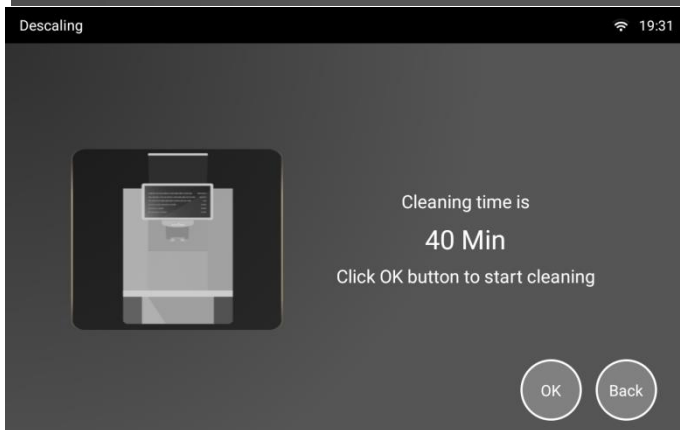 Descaling
19:31
Cleaning time is
40 Min
Click OK button to start cleaning
OK
Back